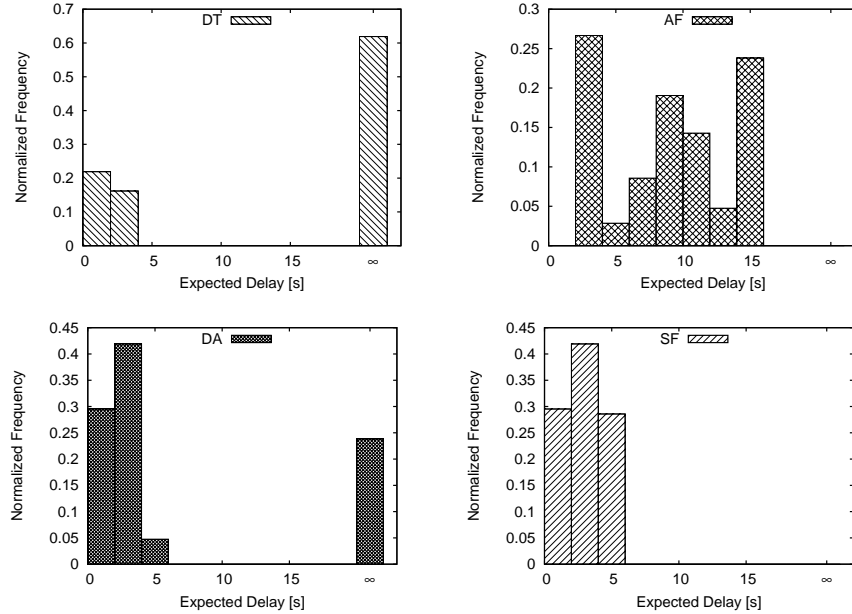 DT
Normalized Frequency
0.7
0.6
0.5
0.4
0.3
0.2
0.1
0
0 5 10 15 ∞
Expected Delay [s]
AF
Normalized Frequency
0.3
0.25
0.2
0.15
0.1
0.05
0
0 5 10 15 ∞
Expected Delay [s]
DA
Normalized Frequency
0.45
0.4
0.35
0.3
0.25
0.2
0.15
0.1
0.05
0
0 5 10 15 ∞
Expected Delay [s]
SF
Normalized Frequency
0.45
0.4
0.35
0.3
0.25
0.2
0.15
0.1
0.05
0
0 5 10 15 ∞
Expected Delay [s]